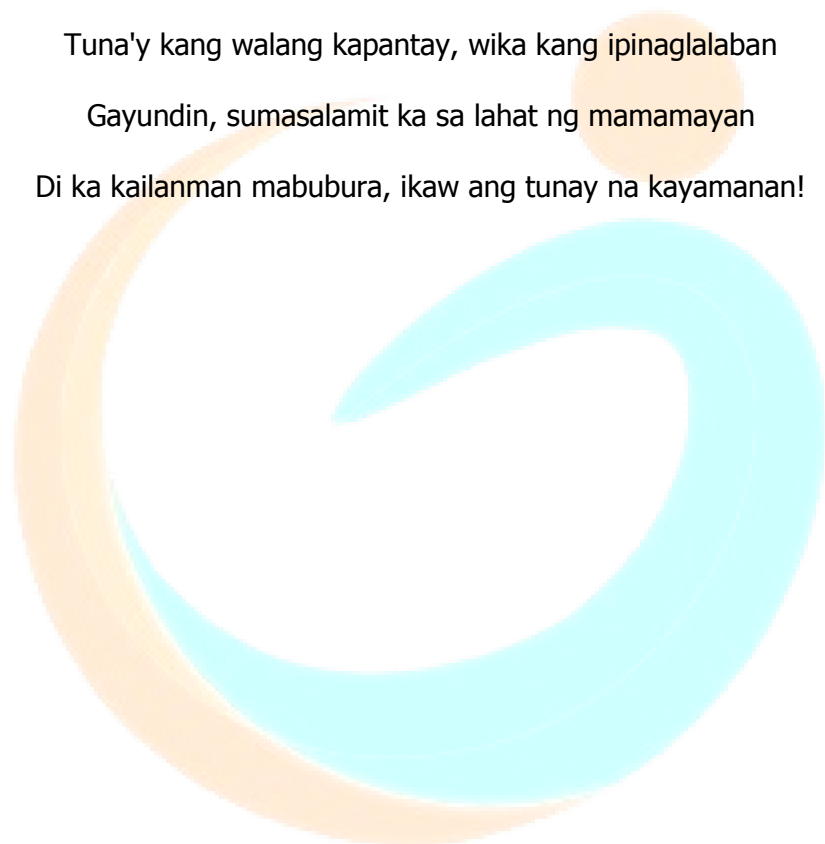 Tuna'y kang walang kapantay, wika kang ipinaglalaban
Gayundin, sumasalamit ka sa lahat ng mamamayan
Di ka kailanman mabubura, ikaw ang tunay na kayamanan!